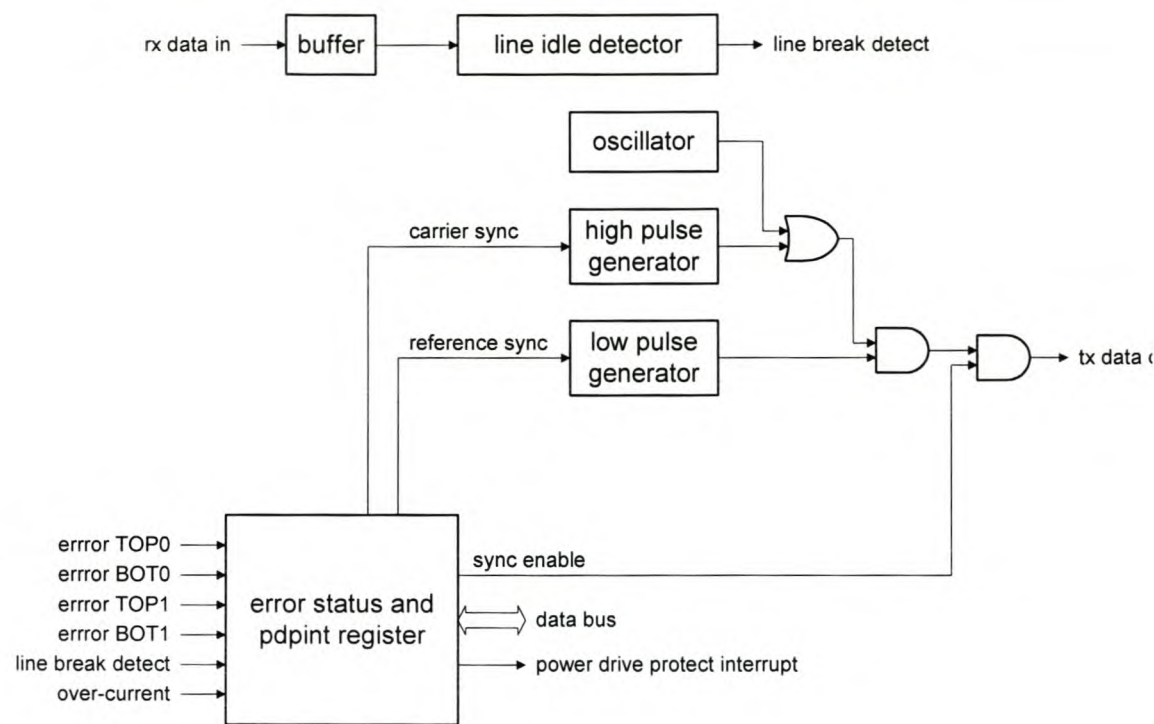 rx data in
buffer
line idle detector
line break detect
oscillator
carrier sync
high pulse
generator
reference sync
low pulse
generator
tx data
errror TOP0
errror BOT0
errror TOP1
errror BOT1
line break detect
over-current
error status and
pdpint register
sync enable
data bus
power drive protect interrupt